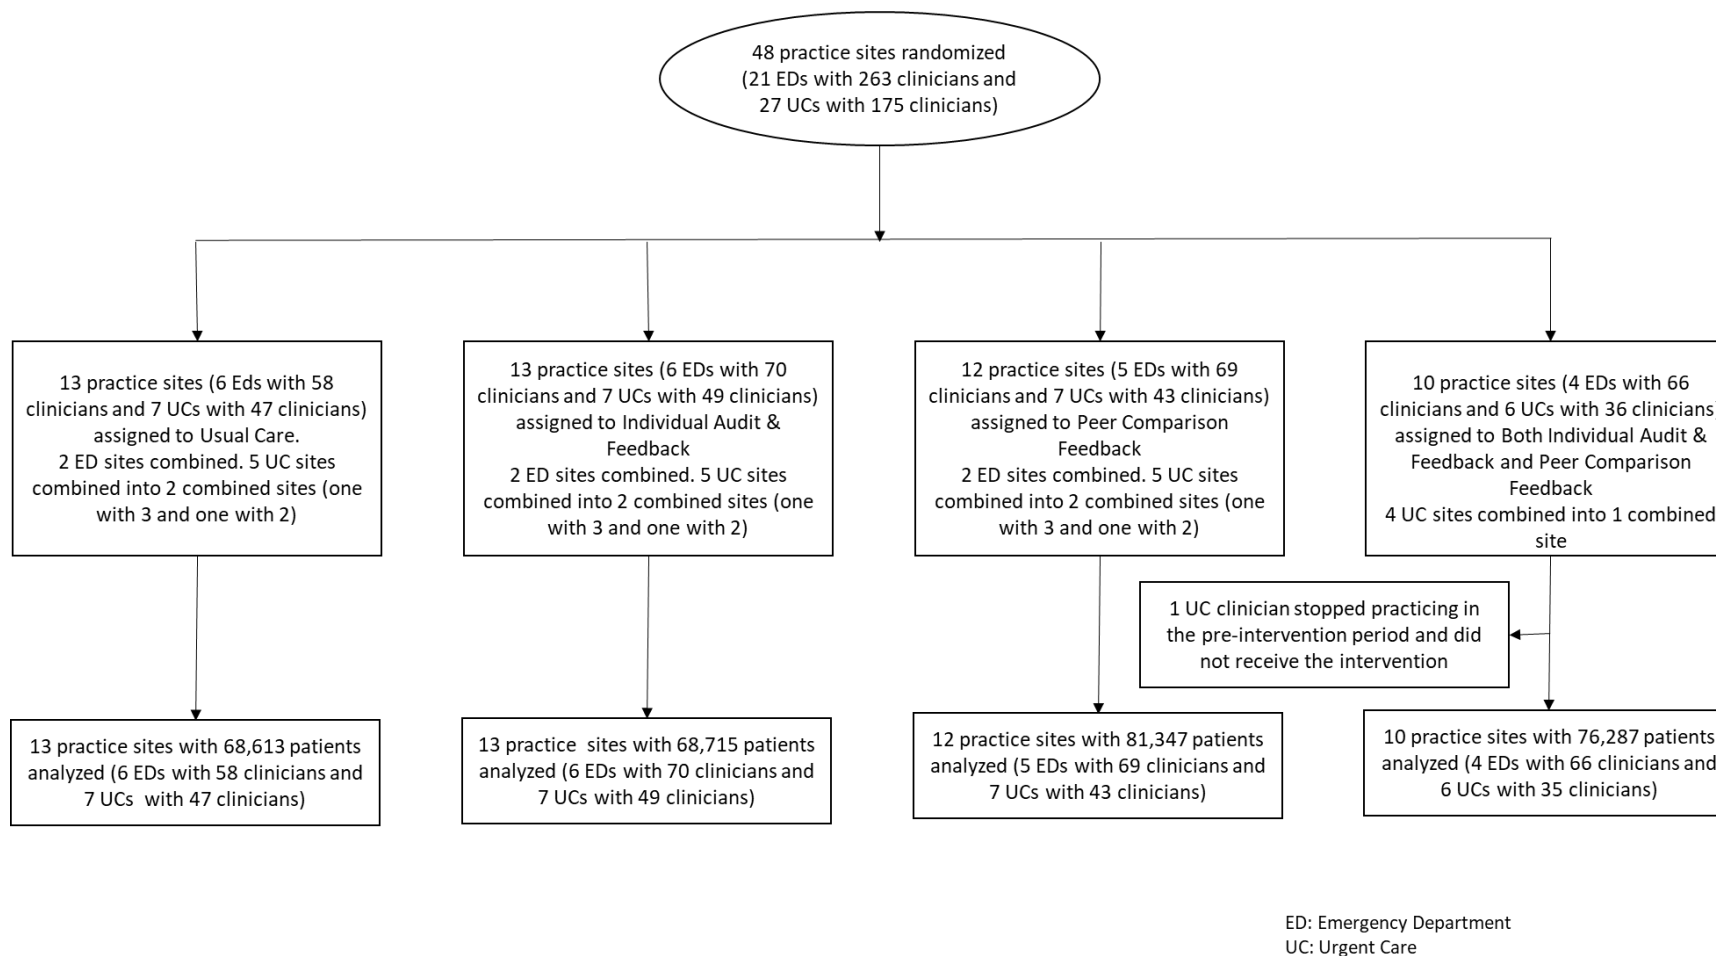 48 practice sites randomized
(21 EDs with 263 clinicians and
27 UCs with 175 clinicians)
13 practice sites (6 Eds with 58
clinicians and 7 UCs with 47 clinicians)
assigned to Usual Care.
2 ED sites combined. 5 UC sites
combined into 2 combined sites (one
with 3 and one with 2)
13 practice sites (6 EDs with 70
clinicians and 7 UCs with 49 clinicians)
assigned to Individual Audit &
Feedback
2 ED sites combined. 5 UC sites
combined into 2 combined sites (one
with 3 and one with 2)
12 practice sites (5 EDs with 69
clinicians and 7 UCs with 43 clinicians)
assigned to Peer Comparison
Feedback
2 ED sites combined. 5 UC sites
combined into 2 combined sites (one
with 3 and one with 2)
10 practice sites (4 EDs with 66
clinicians and 6 UCs with 36 clinicians)
assigned to Both Individual Audit &
Feedback and Peer Comparison
Feedback
4 UC sites combined into 1 combined
site
1 UC clinician stopped practicing in
the pre-intervention period and did
not receive the intervention
13 practice sites with 68,613 patients
analyzed (6 EDs with 58 clinicians and
7 UCs with 47 clinicians)
13 practice sites with 68,715 patients
analyzed (6 EDs with 70 clinicians and
7 UCs with 49 clinicians)
12 practice sites with 81,347 patients
analyzed (5 EDs with 69 clinicians and
7 UCs with 43 clinicians)
10 practice sites with 76,287 patients
analyzed (4 EDs with 66 clinicians and
6 UCs with 35 clinicians)
ED: Emergency Department
UC: Urgent Care